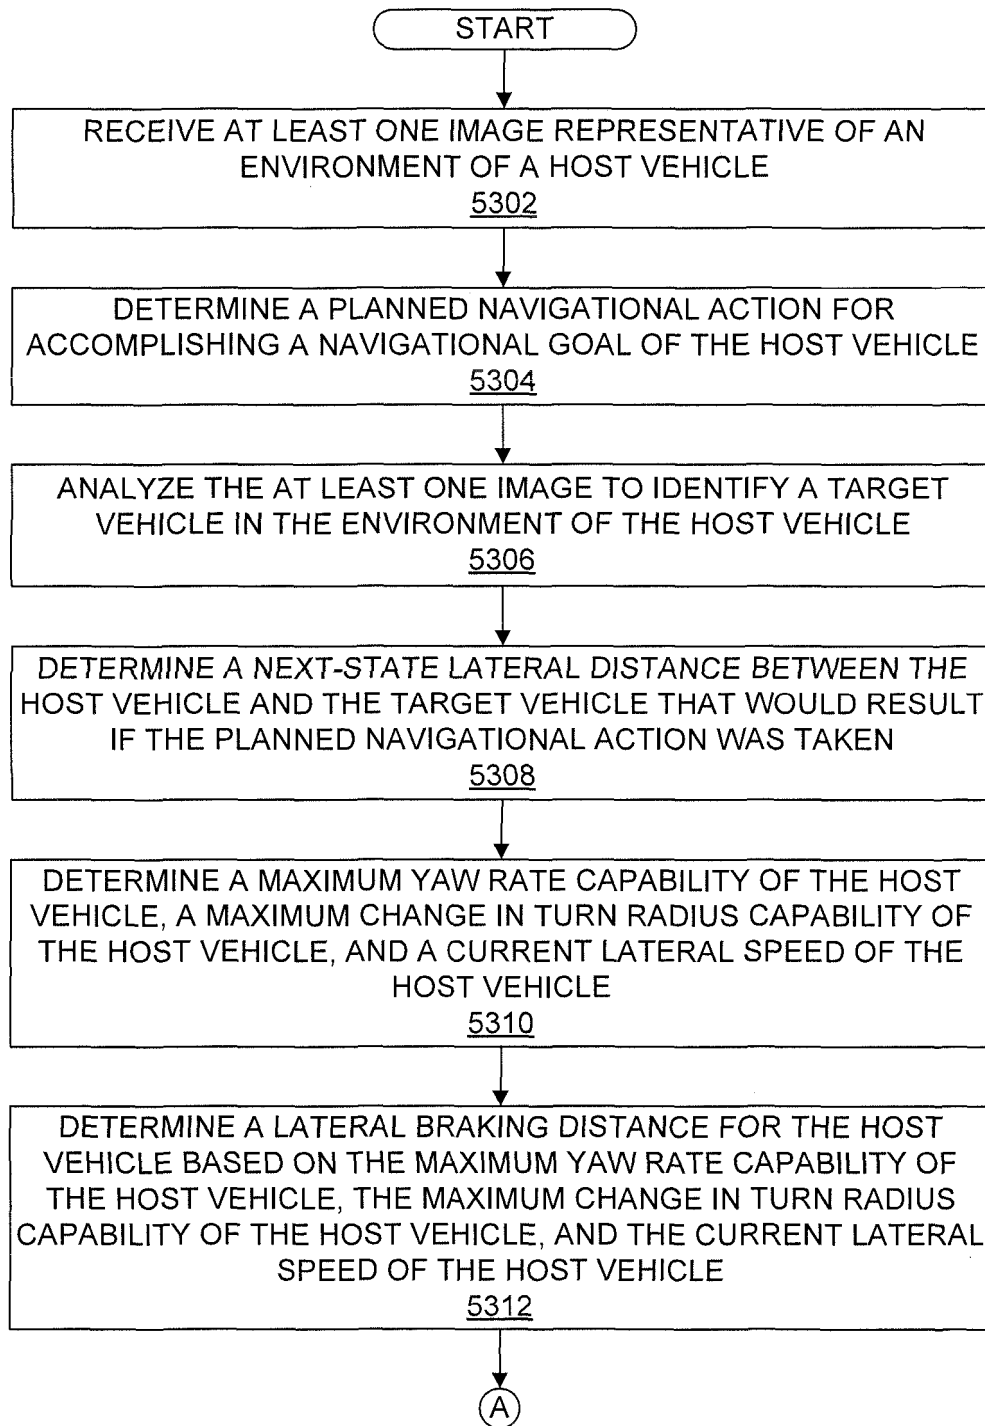 START
RECEIVE AT LEAST ONE IMAGE REPRESENTATIVE OF AN
ENVIRONMENT OF A HOST VEHICLE
5302
DETERMINE A PLANNED NAVIGATIONAL ACTION FOR
ACCOMPLISHING A NAVIGATIONAL GOAL OF THE HOST VEHICLE
5304
ANALYZE THE AT LEAST ONE IMAGE TO IDENTIFY A TARGET
VEHICLE IN THE ENVIRONMENT OF THE HOST VEHICLE
5306
DETERMINE A NEXT-STATE LATERAL DISTANCE BETWEEN THE
HOST VEHICLE AND THE TARGET VEHICLE THAT WOULD RESULT
IF THE PLANNED NAVIGATIONAL ACTION WAS TAKEN
5308
DETERMINE A MAXIMUM YAW RATE CAPABILITY OF THE HOST
VEHICLE, A MAXIMUM CHANGE IN TURN RADIUS CAPABILITY OF
THE HOST VEHICLE, AND A CURRENT LATERAL SPEED OF THE
HOST VEHICLE
5310
DETERMINE A LATERAL BRAKING DISTANCE FOR THE HOST
VEHICLE BASED ON THE MAXIMUM YAW RATE CAPABILITY OF
THE HOST VEHICLE, THE MAXIMUM CHANGE IN TURN RADIUS
CAPABILITY OF THE HOST VEHICLE, AND THE CURRENT LATERAL
SPEED OF THE HOST VEHICLE
5312
A